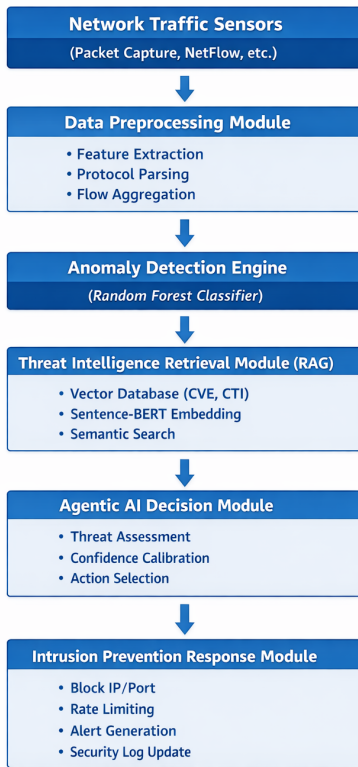 Network Traffic Sensors
(Packet Capture, NetFlow, etc.)
Data Preprocessing Module
• Feature Extraction
• Protocol Parsing
• Flow Aggregation
Anomaly Detection Engine
(Random Forest Classifier)
Threat Intelligence Retrieval Module (RAG)
• Vector Database (CVE, CTI)
• Sentence-BERT Embedding
• Semantic Search
Agentic AI Decision Module
• Threat Assessment
• Confidence Calibration
• Action Selection
Intrusion Prevention Response Module
• Block IP/Port
• Rate Limiting
• Alert Generation
• Security Log Update